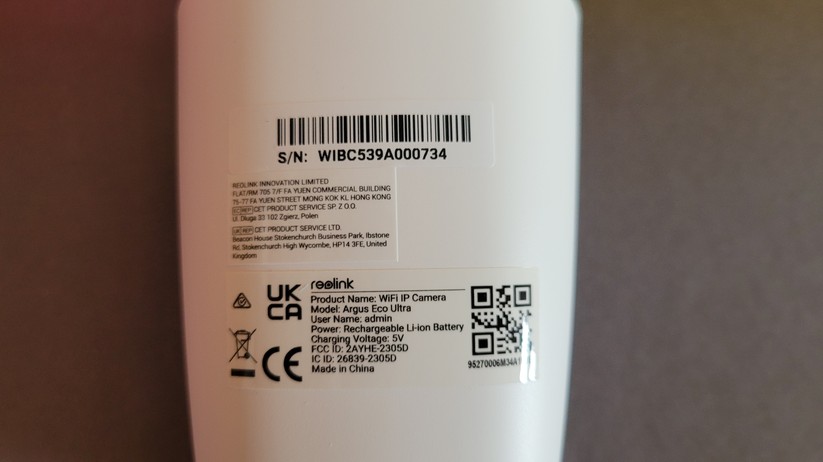 S/N: WIBC539A000734
REOLINK INNOVATION LIMITED
FLAT/RM 705 7/F FA YUEN COMMERCIAL BUILDING
75-77 FA YUEN STREET MONG KOK KL HONG KONG
EC REP CET PRODUCT SERVICE SP. Z O.O.
Ul. Dluga 33 102 Zgierz, Polen
UK REP CET PRODUCT SERVICE LTD.
Beacon House Stokenchurch Business Park, Ibstone
Rd, Stokenchurch High Wycombe, HP14 3FE, United
Kingdom
reolink
UK
CA
CE
Product Name: WiFi IP Camera
Model: Argus Eco Ultra
User Name: admin
Power: Rechargeable Li-ion Battery
Charging Voltage: 5V
FCC ID: 2AYHE-2305D
IC ID: 26839-2305D
Made in China